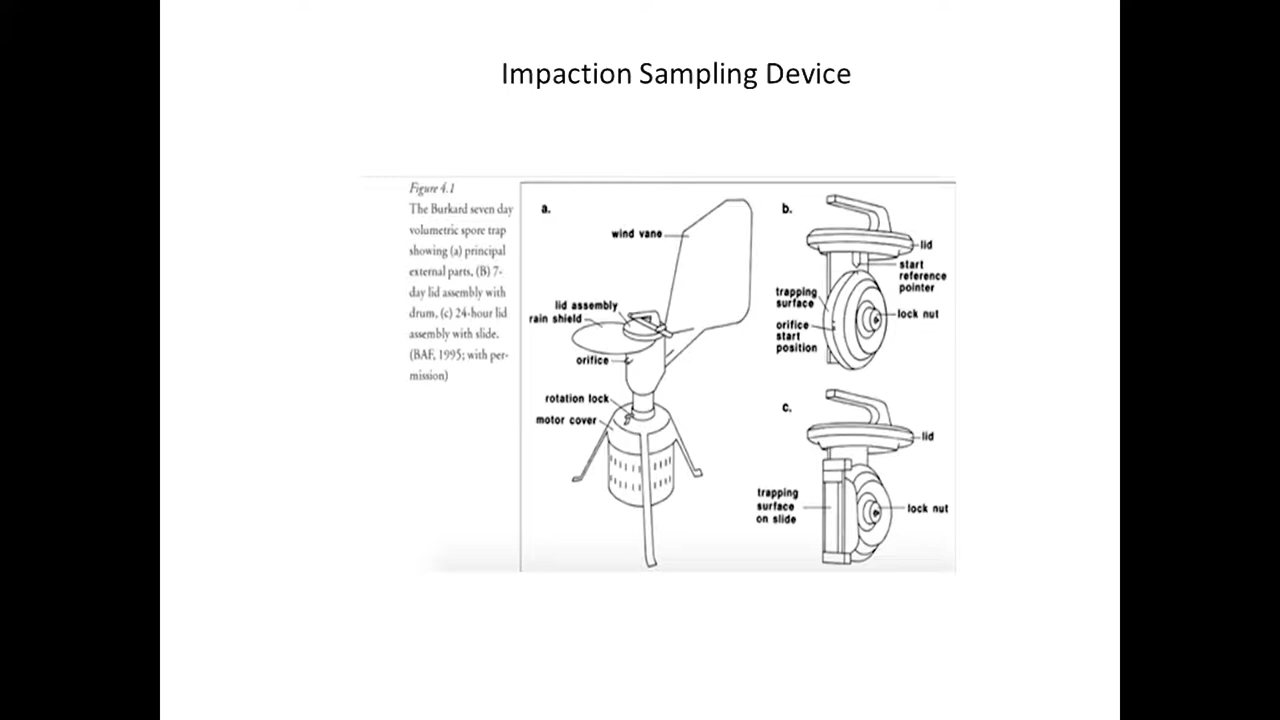 Impaction Sampling Device
Figure 4.1
The Burkard seven day
volumetric spore trap
showing (a) principal
external parts, (B) 7-
day lid assembly with
drum, (c) 24-hour lid
assembly with slide.
(BAF, 1995; with per-
mission)
a.
wind vane
lid assembly
rain shield
orifice
rotation lock
motor cover
b.
lid
start
reference
pointer
trapping
surface
lock nut
orifice
start
position
c.
lid
trapping
surface
on slide
lock nut